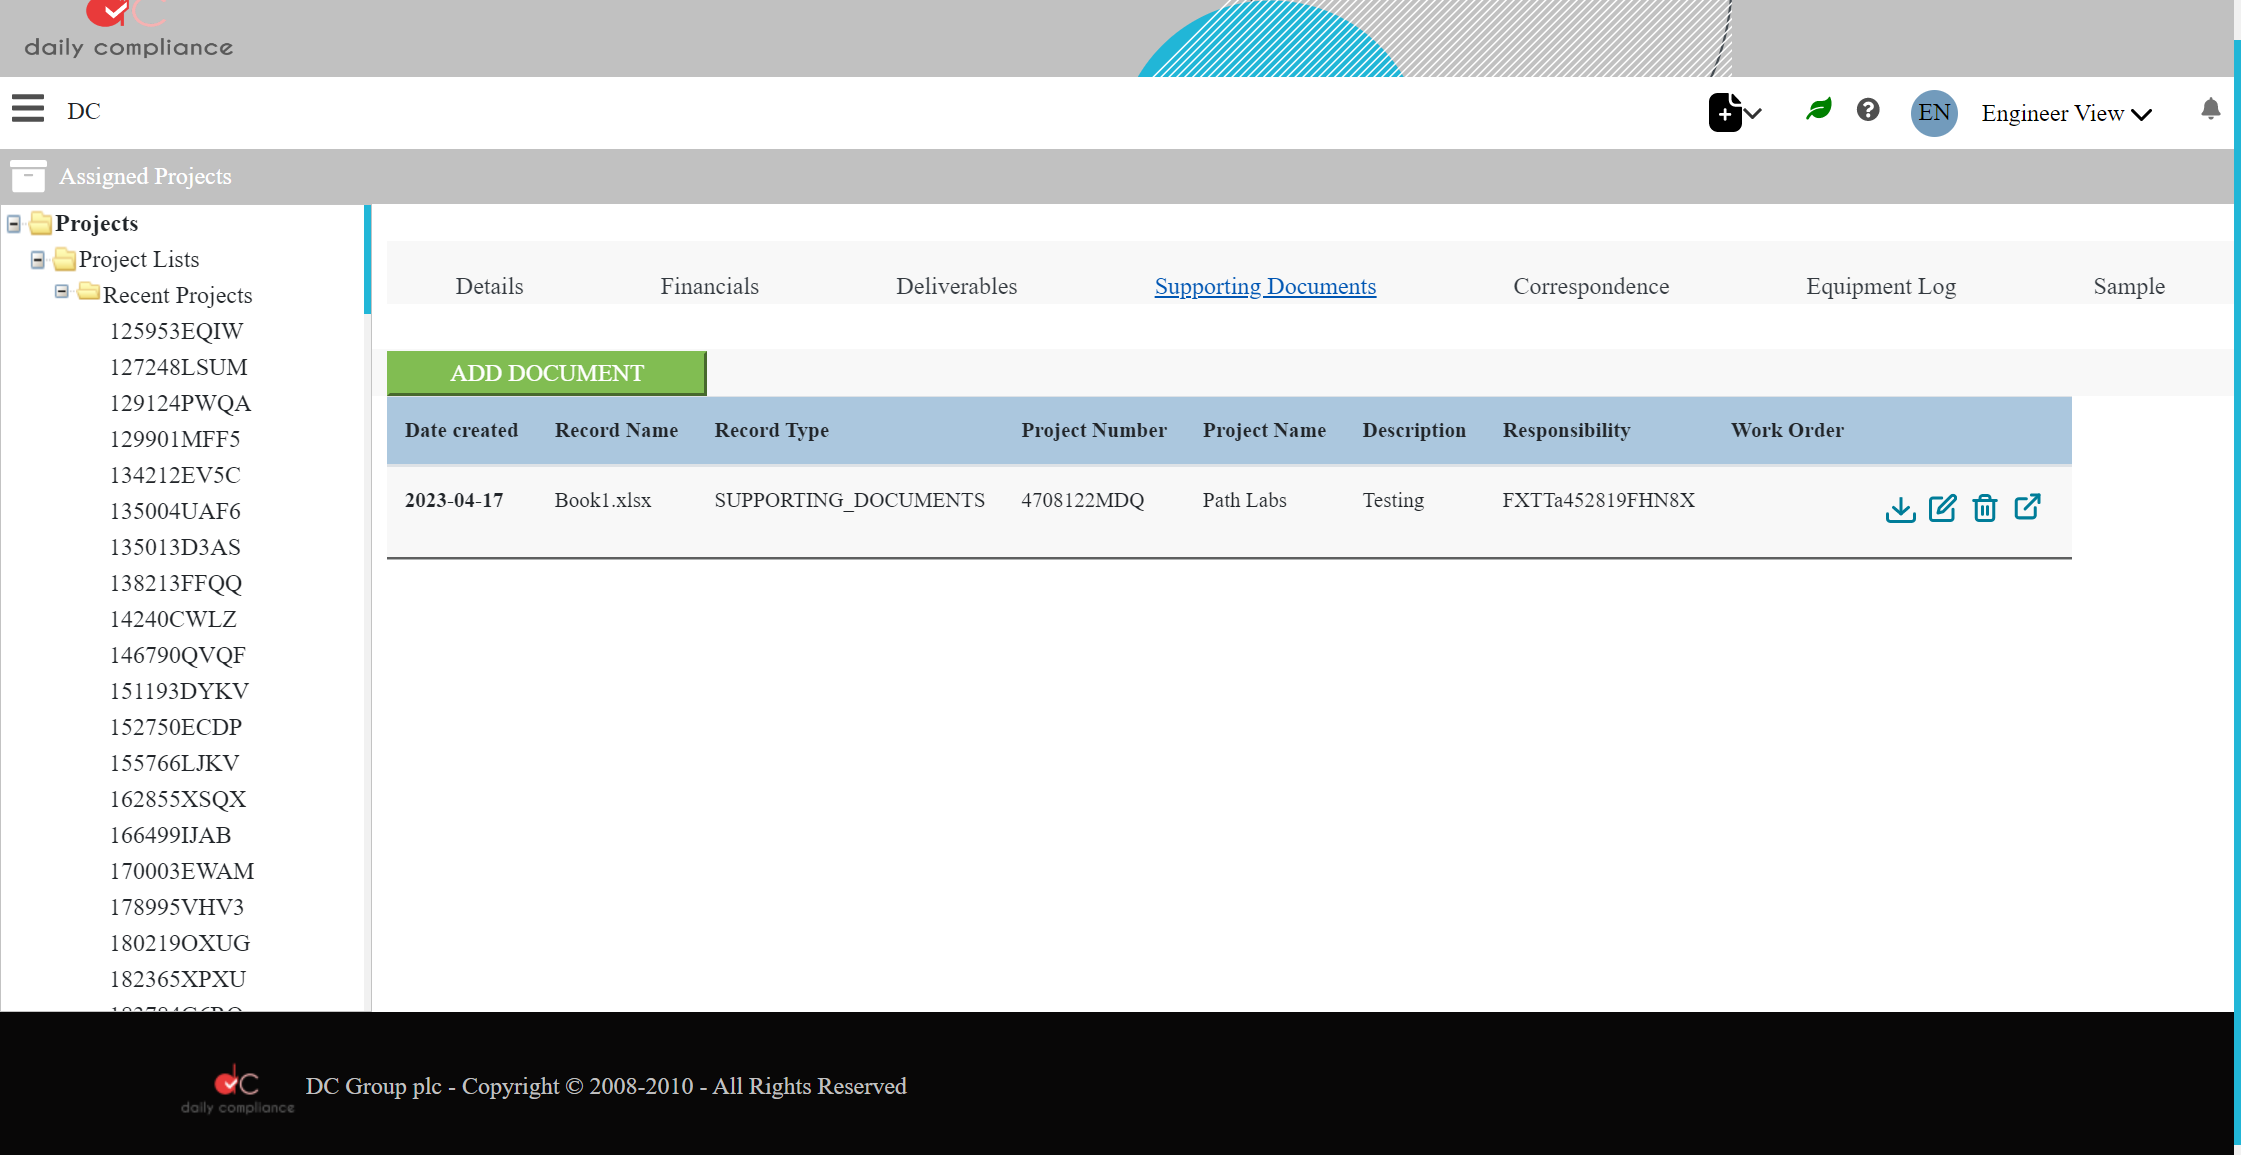 daily compliance
DC
EN Engineer View
Assigned Projects
Projects
Project Lists
Recent Projects
125953EQIW
127248LSUM
129124PWQA
129901MFF5
134212EV5C
135004UAF6
135013D3AS
138213FFQQ
14240CWLZ
146790QVQF
151193DYKV
152750ECDP
155766LJKV
162855XSQX
166499IJAB
170003EWAM
178995VHV3
180219OXUG
182365XPXU
Details Financials Deliverables Supporting Documents Correspondence Equipment Log Sample
ADD DOCUMENT
Date created Record Name Record Type Project Number Project Name Description Responsibility Work Order
2023-04-17 Book1.xlsx SUPPORTING_DOCUMENTS 4708122MDQ Path Labs Testing FXTTa452819FHN8X
dc
daily compliance
DC Group plc - Copyright © 2008-2010 - All Rights Reserved